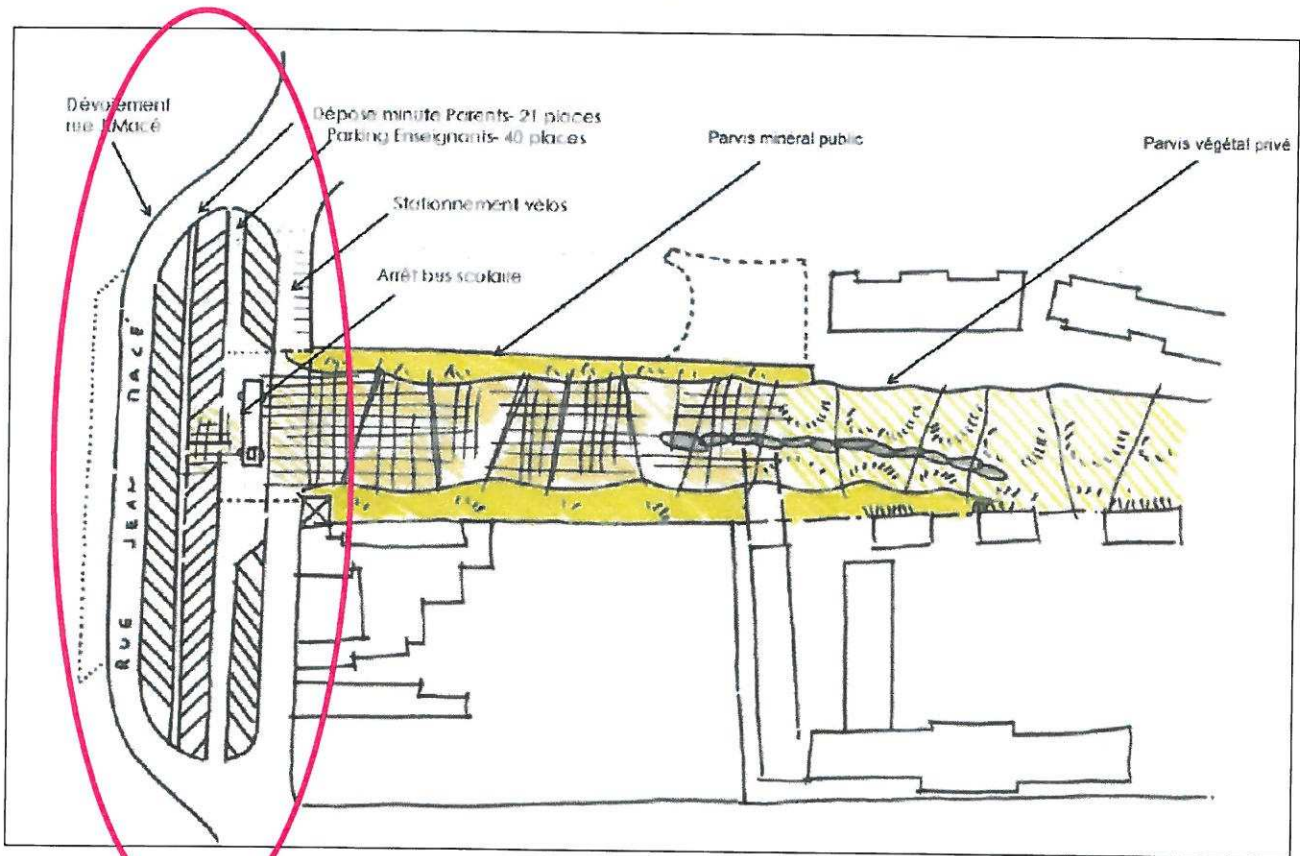 Dévoiement
rue J.Macé
Dépose minute Parents- 21 places
Parking Enseignants- 40 places
Parvis minéral public
Parvis végétal privé
Stationnement vélos
Arrêt bus scolaire
RUE JEAN MACÉ